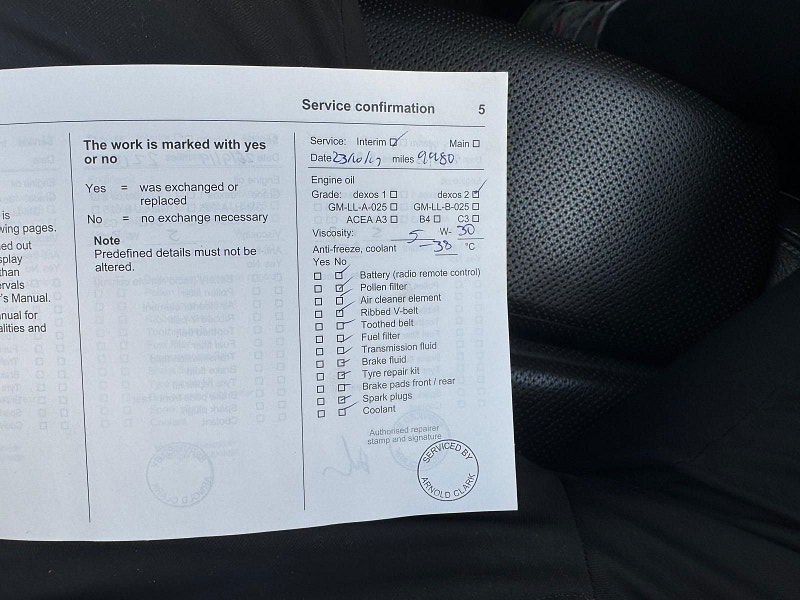 Service confirmation 5
is
wing pages.
ned out
splay
than
ervals
's Manual.
nual for
alities and
The work is marked with yes
or no
Yes = was exchanged or
replaced
No = no exchange necessary
Note
Predefined details must not be
altered.
Service: Interim Main
Date 23/10/17 miles 9980
Engine oil
Grade: dexos 1 dexos 2
GM-LL-A-025 GM-LL-B-025
ACEA A3 B4 C3
Viscosity: 5 W- 30
Anti-freeze, coolant -38 °C
Yes No
Battery (radio remote control)
Pollen filter
Air cleaner element
Ribbed V-belt
Toothed belt
Fuel filter
Transmission fluid
Brake fluid
Tyre repair kit
Brake pads front / rear
Spark plugs
Coolant
Authorised repairer
stamp and signature
SERVICED BY
ARNOLD CLARK